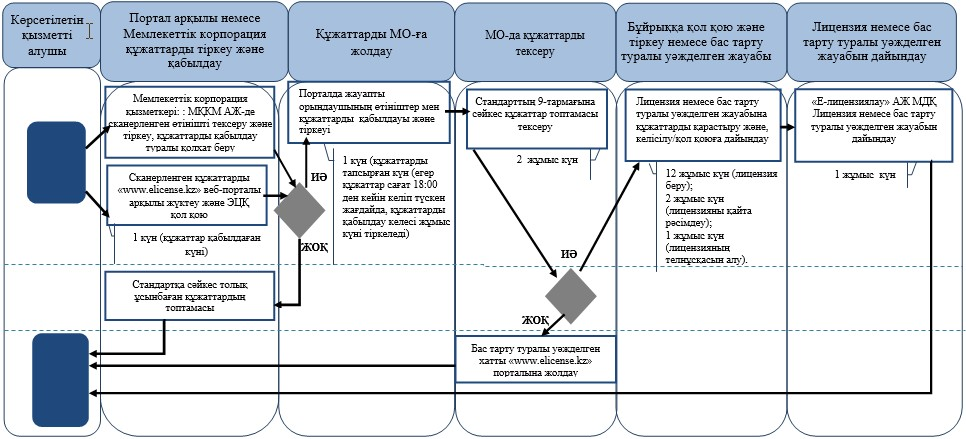 Көрсетілетін
қызметті
алушы
Портал арқылы немесе
Мемлекеттік корпорация
құжаттарды тіркеу және
қабылдау
Құжаттарды МО-ға
жолдау
МО-да құжаттарды
тексеру
Бұйрыққа қол қою және
тіркеу немесе бас тарту
туралы уәжделген жауабы
Лицензия немесе бас
тарту туралы уәжделген
жауабын дайындау
Мемлекеттік корпорация
қызметкері: : МҚКМ АЖ-де
сканерленген өтінішті тексеру және
тіркеу, құжаттарды қабылдау
туралы қолхат беру
Сканерленген құжаттарды
«www.elicense.kz» веб-порталы
арқылы жүктеу және ЭЦҚ
қол қою
1 күн (құжаттар қабылдаған
күні)
Стандартқа сәйкес толық
ұсынбаған құжаттардың
топтамасы
Порталда жауапты
орындаушының өтініштер мен
құжаттарды қабылдауы және
тіркеуі
ИӘ
1 күн (құжаттарды
тапсырған күн (егер
құжаттар сағат 18:00
ден кейін келіп түскен
жағдайда, құжаттарды
қабылдау келесі жұмыс
күні тіркеледі)
ЖОҚ
Стандарттың 9-тармағына
сәйкес құжаттар топтамасы
тексеру
2 жұмыс күн
ИӘ
ЖОҚ
Бас тарту туралы уәжделген
хатты «www.elicense.kz»
порталына жолдау
Лицензия немесе бас тарту
туралы уәжделген жауабына
құжаттарды қарастыру және,
келісілу/қол қоюға дайындау
12 жұмыс күн (лицензия
беру);
2 жұмыс күн
(лицензияны қайта
рәсімдеу);
1 жұмыс күн
(лицензияның
телнұсқасын алу).
«Е-лицензиялау» АЖ МДҚ
Лицензия немесе бас тарту
туралы уәжделген жауабын
дайындау
1 жұмыс күн